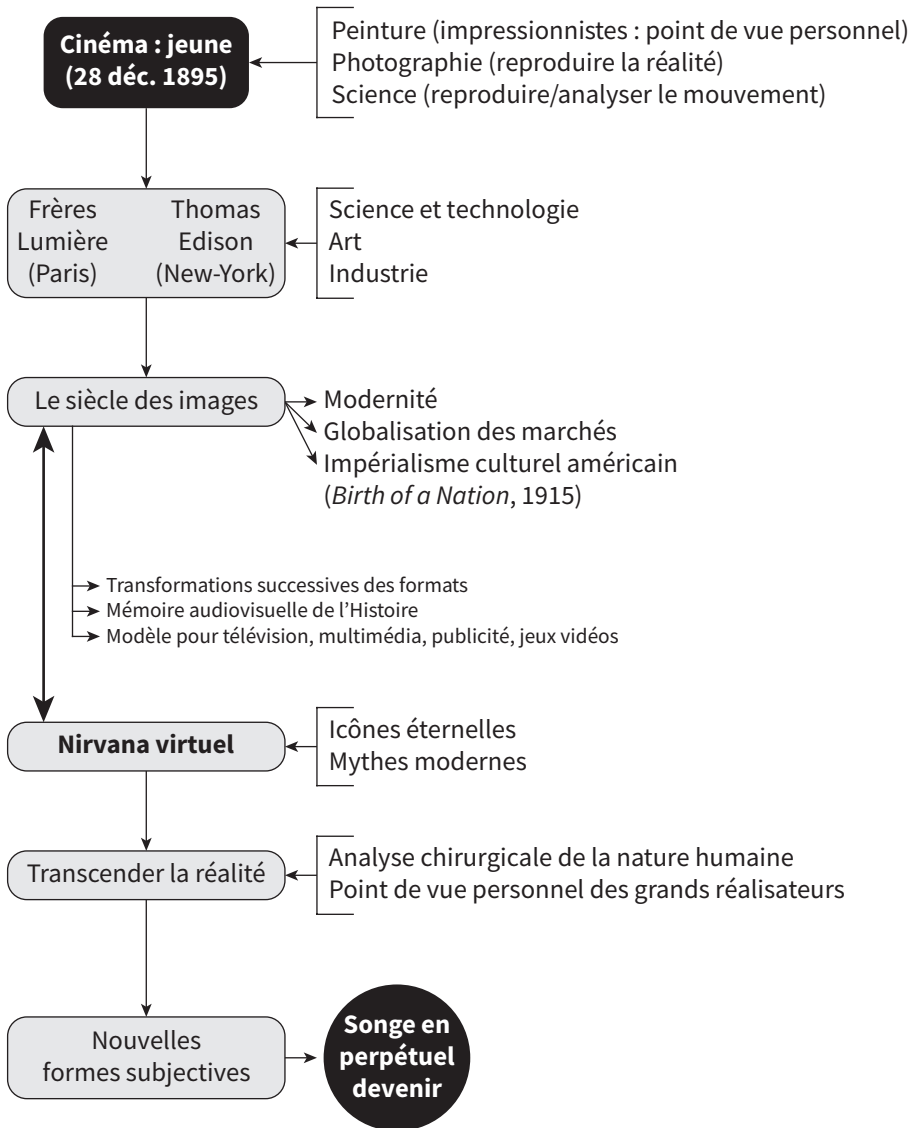 Cinéma : jeune
(28 déc. 1895)
Peinture (impressionnistes : point de vue personnel)
Photographie (reproduire la réalité)
Science (reproduire/analyser le mouvement)
Frères
Lumière
(Paris)
Thomas
Edison
(New-York)
Science et technologie
Art
Industrie
Le siècle des images
Modernité
Globalisation des marchés
Impérialisme culturel américain
(Birth of a Nation, 1915)
Transformations successives des formats
Mémoire audiovisuelle de l’Histoire
Modèle pour télévision, multimédia, publicité, jeux vidéos
Nirvana virtuel
Icônes éternelles
Mythes modernes
Transcender la réalité
Analyse chirurgicale de la nature humaine
Point de vue personnel des grands réalisateurs
Nouvelles
formes subjectives
Songe en
perpétuel
devenir